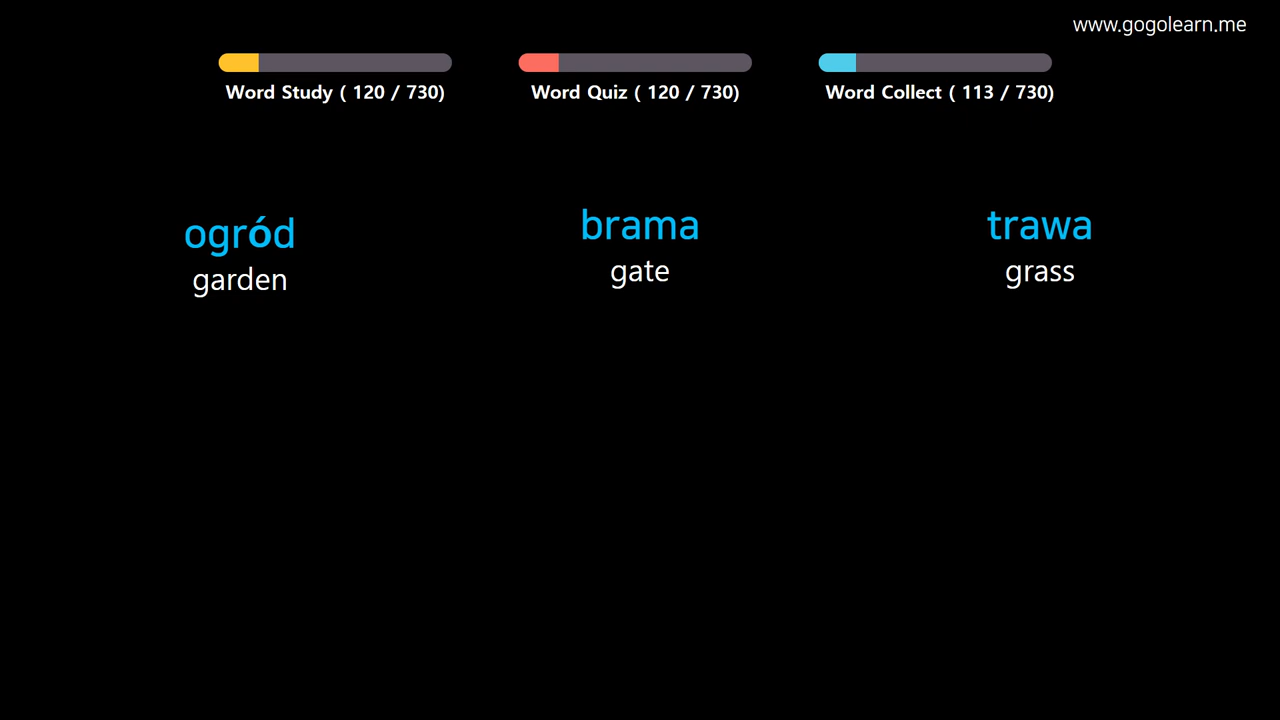 www.gogolearn.me
Word Study ( 120 / 730)
Word Quiz ( 120 / 730)
Word Collect ( 113 / 730)
ogród
garden
brama
gate
trawa
grass